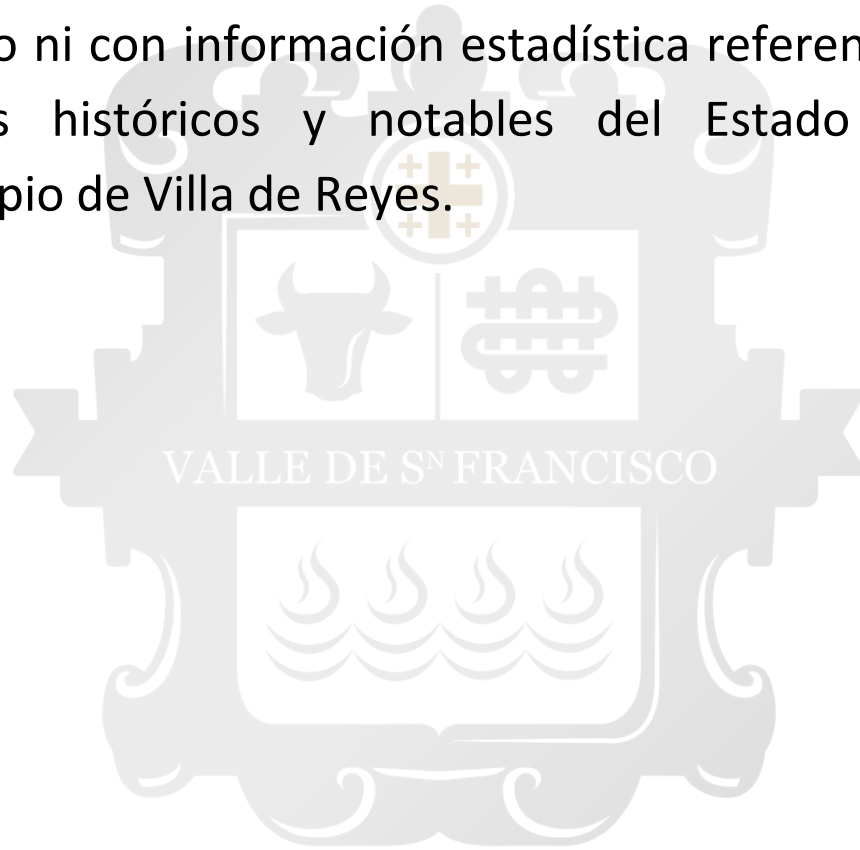 o ni con información estadística referen
s históricos y notables del Estado
pio de Villa de Reyes.
VALLE DE Sᴺ FRANCISCO